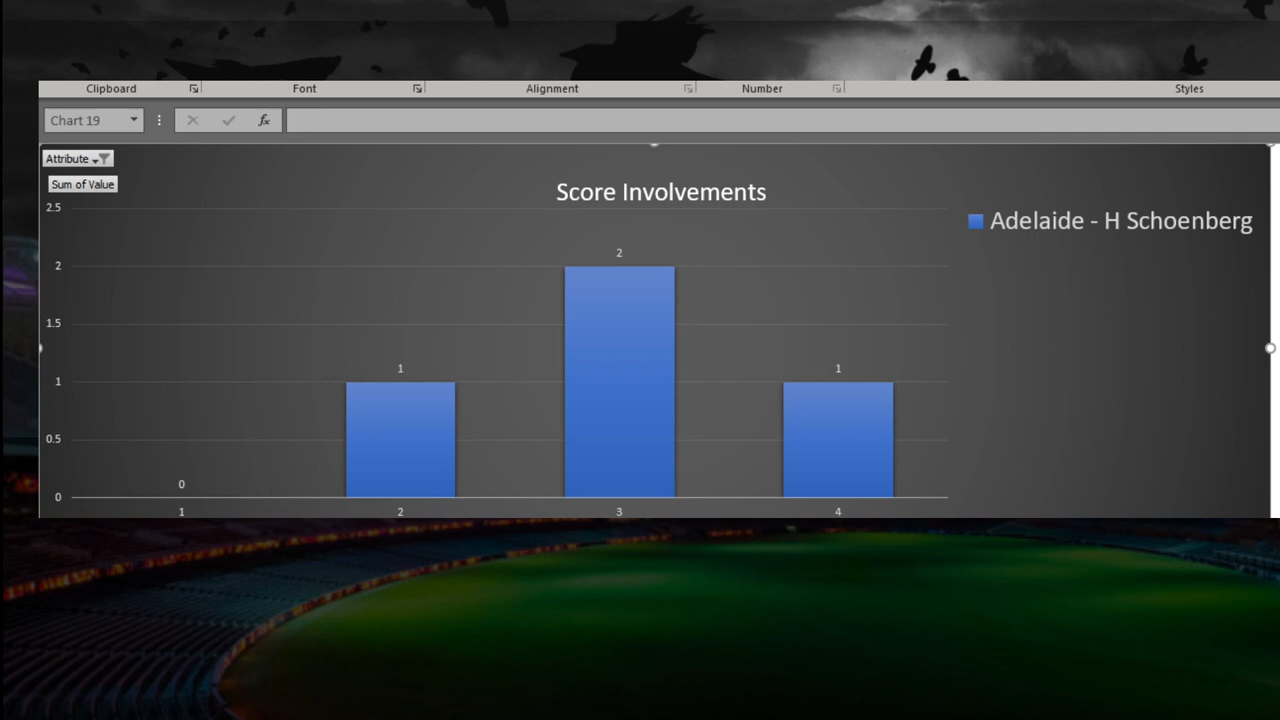 Clipboard Font Alignment Number Styles
Chart 19 fx
Attribute
Sum of Value
Score Involvements
Adelaide - H Schoenberg
2.5
2
1.5
1
0.5
0
0
1
2
1
1 2 3 4